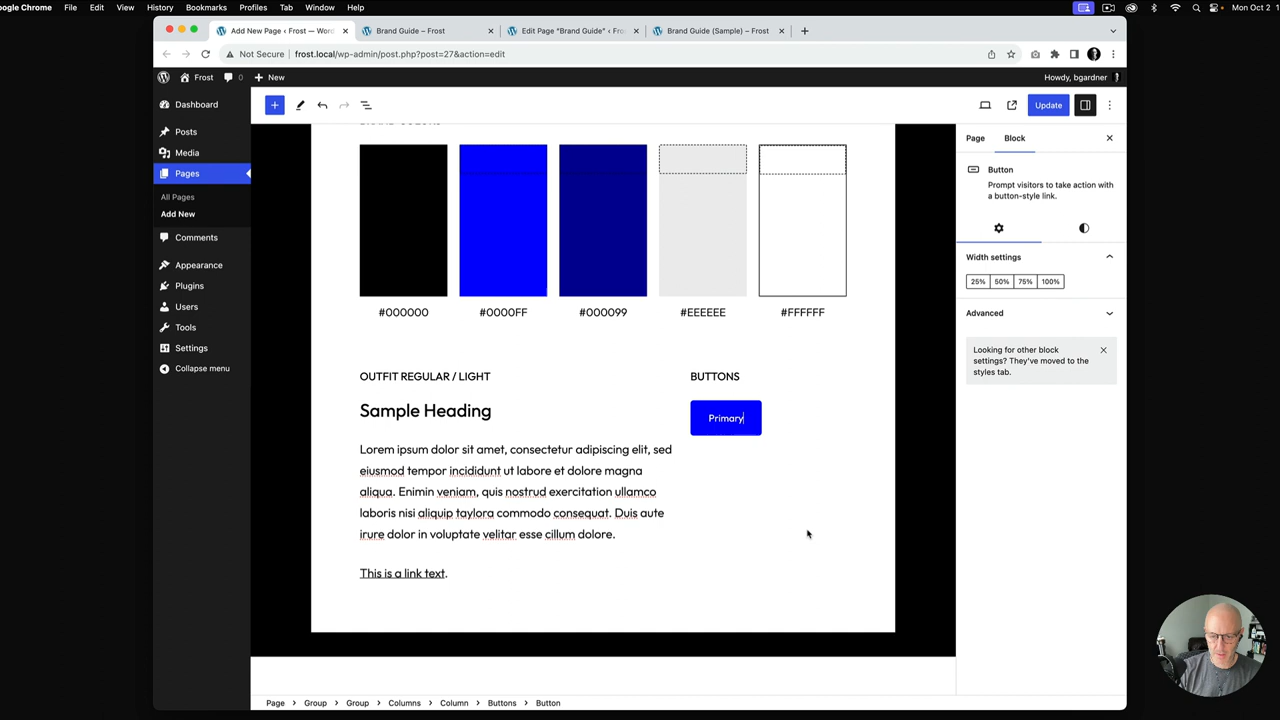 Google Chrome File Edit View History Bookmarks Profiles Tab Window Help Mon Oct 2
Add New Page ‹ Frost — Word
Brand Guide – Frost
Edit Page "Brand Guide" ‹ Fro
Brand Guide (Sample) – Frost
Not Secure frost.local/wp-admin/post.php?post=27&action=edit
Frost 0 New Howdy, bgardner
Dashboard
Posts
Media
Pages
All Pages
Add New
Comments
Appearance
Plugins
Users
Tools
Settings
Collapse menu
Update
#000000 #0000FF #000099 #EEEEEE #FFFFFF
OUTFIT REGULAR / LIGHT
Sample Heading
Lorem ipsum dolor sit amet, consectetur adipiscing elit, sed
eiusmod tempor incididunt ut labore et dolore magna
aliqua. Enimin veniam, quis nostrud exercitation ullamco
laboris nisi aliquip taylora commodo consequat. Duis aute
irure dolor in voluptate velitar esse cillum dolore.
This is a link text.
BUTTONS
Primary
Page Block
Button
Prompt visitors to take action with
a button-style link.
Width settings
25% 50% 75% 100%
Advanced
Looking for other block
settings? They've moved to the
styles tab.
Page › Group › Group › Columns › Column › Buttons › Button